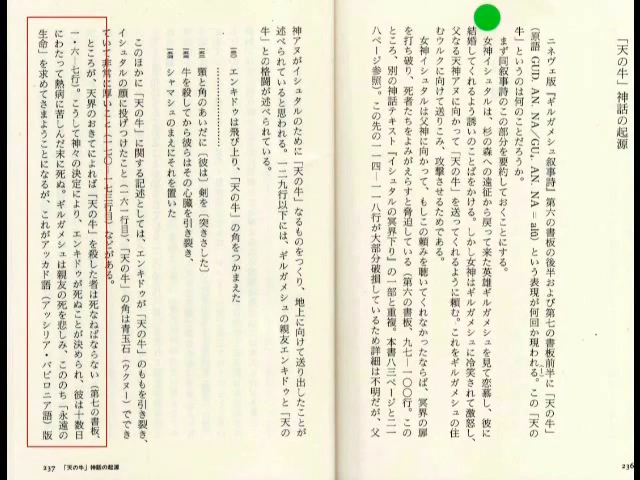 「天の牛」神話の起源
ニネヴェ版『ギルガメシュ叙事詩』第六の書板の後半および第七の書板前半に「天の牛」
（原語 GUD. AN. NA／GU₄. AN. NA＝alû）という表現が何回か現われる。この「天の
牛」というのは何のことだろうか。
まず同叙事詩のこの部分を要約しておくことにする。
女神イシュタルは、杉の森への遠征から戻って来た英雄ギルガメシュを見て恋慕し、彼に
結婚してくれるよう誘いのことばをかける。しかし女神はギルガメシュに冷笑されて激怒し、
父なる天神アヌに向かって「天の牛」を送ってくれるように頼む。これをギルガメシュの住
むウルクに向けて送りこみ、攻撃させるためである。
女神イシュタルは父神に向かって、もしこの頼みを聴いてくれなかったならば、冥界の扉
を打ち破り、死者たちをよみがえらすと脅迫している（第六の書板、九七―一〇〇行。この
ところ、別の神話テキスト『イシュタルの冥界下り』の一部と重複。本書八三ページと二一
八ページ参照）。この先の一一四―一一八行が大部分破損しているため詳細は不明だが、父
236
神アヌがイシュタルのために「天の牛」なるものをつくり、地上に向けて送り出したことが
述べられていると思われる。一二九行以下には、ギルガメシュの親友エンキドゥと「天の
牛」との格闘が述べられている。
エンキドゥは飛び上り、「天の牛」の角をつかまえた
頸と角のあいだに〔彼は〕剣を〔突きさした〕
牛を殺してから彼らはその心臓を引き裂き、
シャマシュのまえにそれを置いた
このほかに「天の牛」に関する記述としては、エンキドゥが「天の牛」のももを引き裂き、
イシュタルの顔に投げつけたこと（一六一行目）、「天の牛」の角は青玉石（ウクヌー）ででき
ていて非常に厚いこと（一七〇―一七三行目）などがある。
ところが、天界のおきてによれば「天の牛」を殺した者は死なねばならない（第七の書板、
一・六―七行）。こうして神々の決定により、エンキドゥが死ぬことが決められ、彼は十数日
にわたって熱病に苦しんだ末に死ぬ。ギルガメシュは親友の死を悲しみ、こののち「永遠の
生命」を求めてさまようことになるが、これがアッカド語（アッシリア・バビロニア語）版
237 「天の牛」神話の起源